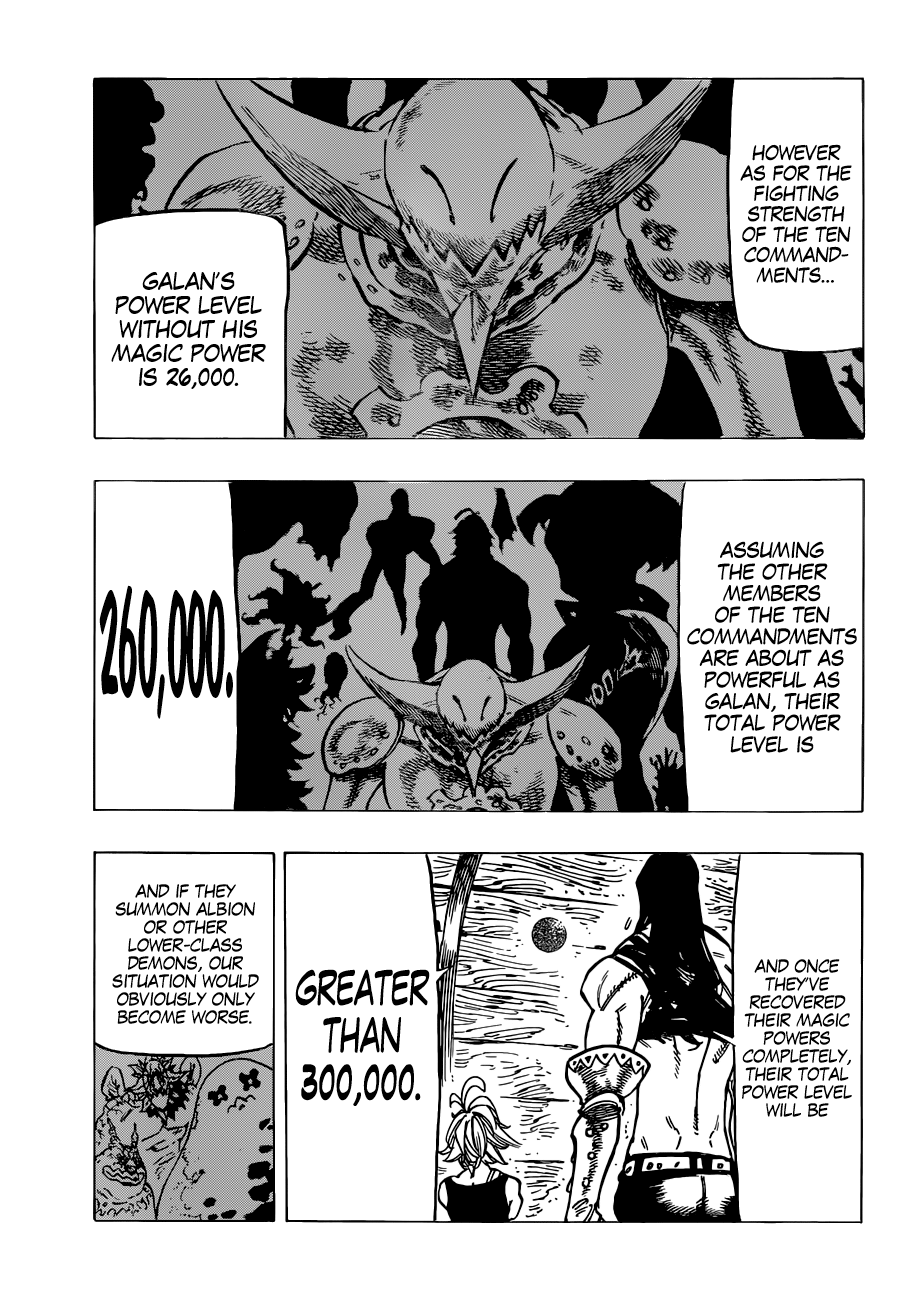 HOWEVER
AS FOR THE
FIGHTING
STRENGTH
OF THE TEN
COMMAND-
MENTS...
GALAN'S
POWER LEVEL
WITHOUT HIS
MAGIC POWER
IS 26,000.
ASSUMING
THE OTHER
MEMBERS
OF THE TEN
COMMANDMENTS
ARE ABOUT AS
POWERFUL AS
GALAN, THEIR
TOTAL POWER
LEVEL IS
260,000.
AND ONCE
THEY'VE
RECOVERED
THEIR MAGIC
POWERS
COMPLETELY,
THEIR TOTAL
POWER LEVEL
WILL BE
GREATER
THAN
300,000.
AND IF THEY
SUMMON ALBION
OR OTHER
LOWER-CLASS
DEMONS, OUR
SITUATION WOULD
OBVIOUSLY ONLY
BECOME WORSE.